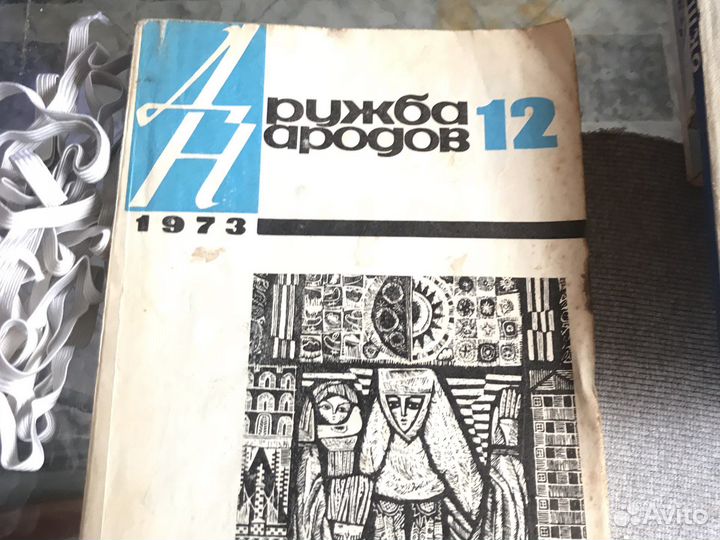 Дружба
Народов 12
1973
Avito